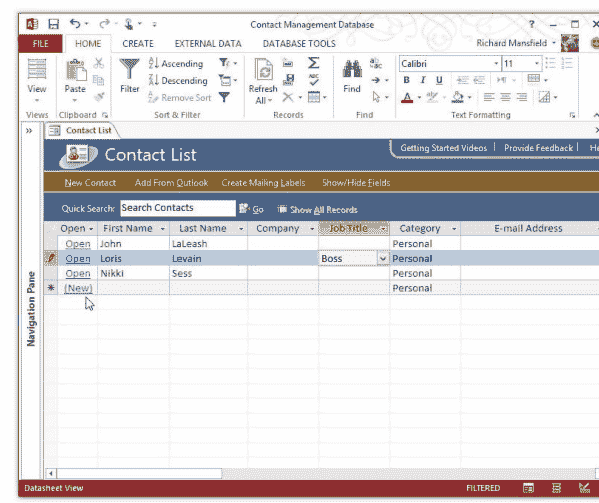 Contact Management Database
?
FILE HOME CREATE EXTERNAL DATA DATABASE TOOLS Richard Mansfield
View Paste Filter Ascending Descending Remove Sort Refresh All Find Calibri 11
B I U
A
Views Clipboard Sort & Filter Records Find Text Formatting
» Contact List
Contact List Getting Started Videos | Provide Feedback | He
New Contact Add From Outlook Create Mailing Labels Show/Hide Fields
Quick Search: Search Contacts Go Show All Records
Open First Name Last Name Company Job Title Category E-mail Address
Open John LaLeash Personal
Open Loris Levain Boss Personal
Open Nikki Sess Personal
* (New) Personal
Navigation Pane
Datasheet View FILTERED